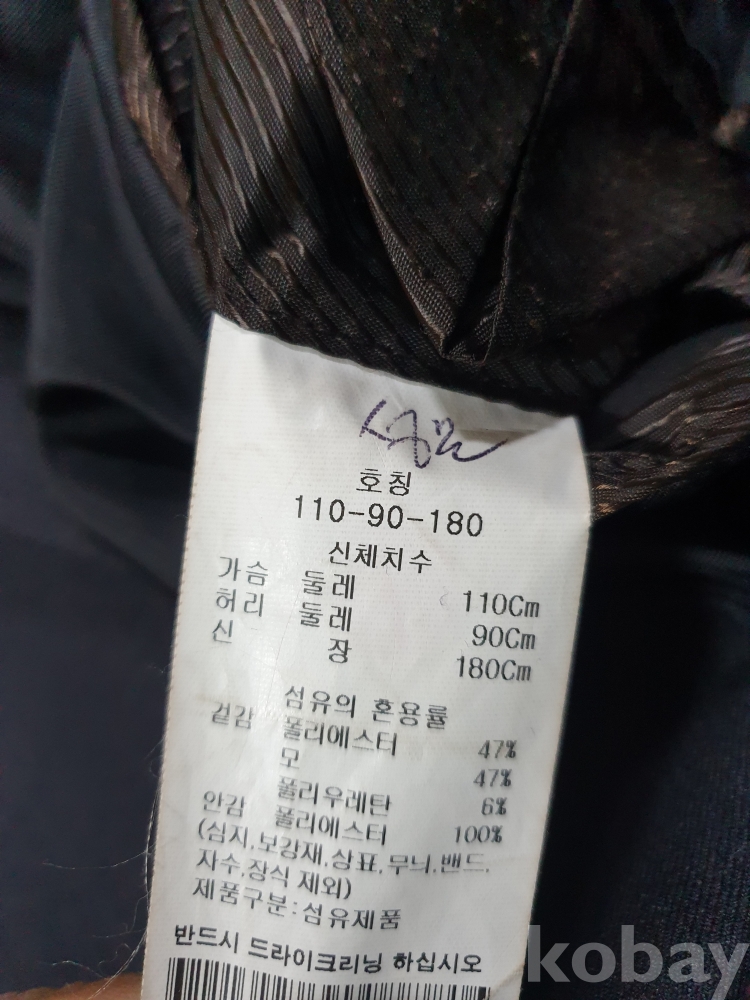 호칭
110-90-180
신체치수
가슴 둘레 110Cm
허리 둘레 90Cm
신 장 180Cm
섬유의 혼용률
겉감 폴리에스터 47%
모 47%
폴리우레탄 6%
안감 폴리에스터 100%
(심지,보강재,상표,무늬,밴드,
자수,장식 제외)
제품구분:섬유제품
반드시 드라이크리닝 하십시오
kobay